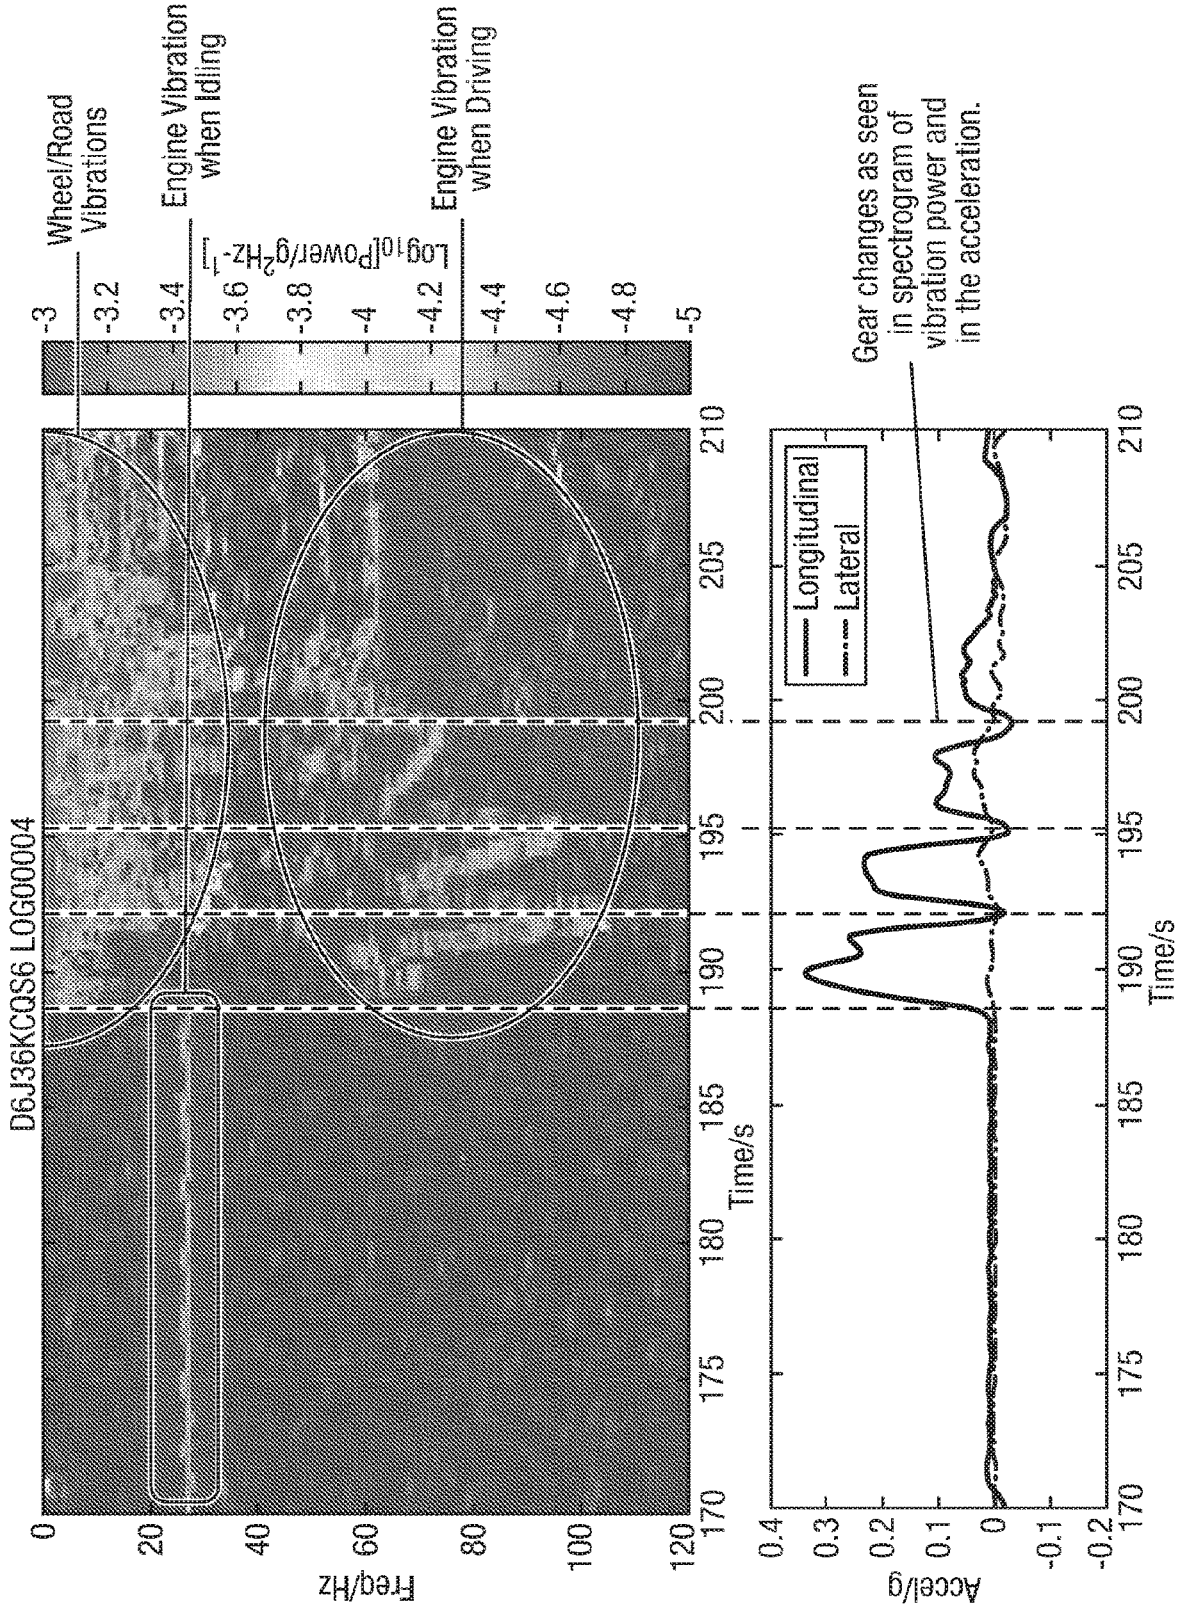 D6J36KCQS6 LOG00004
Wheel/Road
Vibrations
Engine Vibration
when Idling
Engine Vibration
when Driving
0
20
40
60
80
100
120
Freq/Hz
170
175
180
185
190
195
200
205
210
Time/s
-3
-3.2
-3.4
-3.6
-3.8
-4
-4.2
-4.4
-4.6
-4.8
-5
Log10[Power/g2Hz-1]
Gear changes as seen
in spectrogram of
vibration power and
in the acceleration.
Longitudinal
Lateral
0.4
0.3
0.2
0.1
0
-0.1
-0.2
Accel/g
170
175
180
185
190
195
200
205
210
Time/s